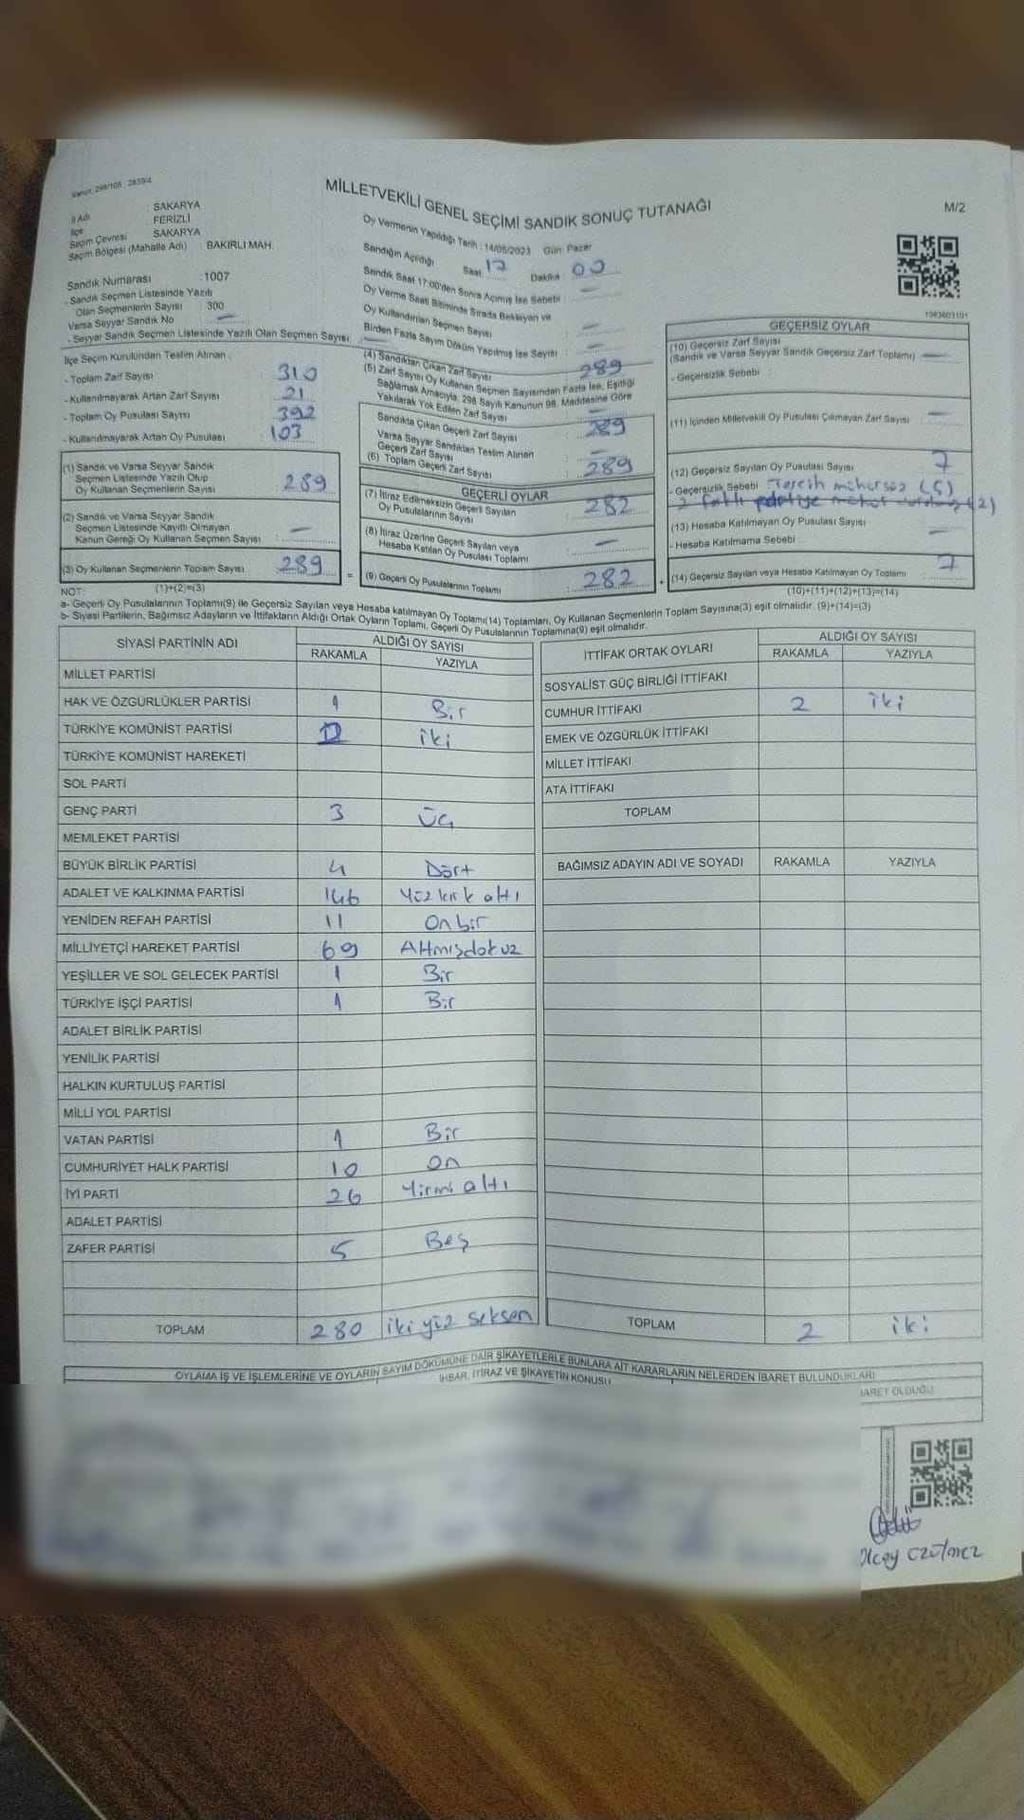 Kanun: 298/105 , 2839/4
MİLLETVEKİLİ GENEL SEÇİMİ SANDIK SONUÇ TUTANAĞI
M/2
İl Adı : SAKARYA
İlçe FERİZLİ
Seçim Çevresi SAKARYA
Seçim Bölgesi (Mahalle Adı) BAKIRLI MAH.
Sandık Numarası :1007
Sandık Seçmen Listesinde Yazılı
Olan Seçmenlerin Sayısı : 300
Varsa Seyyar Sandık No : —
Seyyar Sandık Seçmen Listesinde Yazılı Olan Seçmen Sayısı : —
Oy Vermenin Yapıldığı Tarih : 14/05/2023 Gün: Pazar
Sandığın Açıldığı Saat 17 Dakika 00
Sandık Saat 17:00'den Sonra Açılmış İse Sebebi : —
Oy Verme Saat Bitiminde Sırada Bekleyen ve
Oy Kullandırılan Seçmen Sayısı : —
Birden Fazla Sayım Döküm Yapılmış İse Sayısı : —
İlçe Seçim Kurulundan Teslim Alınan ;
- Toplam Zarf Sayısı : 310
- Kullanılmayarak Artan Zarf Sayısı : 21
- Toplam Oy Pusulası Sayısı : 392
- Kullanılmayarak Artan Oy Pusulası : 103
(1) Sandık ve Varsa Seyyar Sandık
Seçmen Listesinde Yazılı Olup
Oy Kullanan Seçmenlerin Sayısı : 289
(2) Sandık ve Varsa Seyyar Sandık
Seçmen Listesinde Kayıtlı Olmayan
Kanun Gereği Oy Kullanan Seçmen Sayısı : —
(3) Oy Kullanan Seçmenlerin Toplam Sayısı : 289
(1)+(2)=(3)
(4) Sandıktan Çıkan Zarf Sayısı : 289
(5) Zarf Sayısı Oy Kullanan Seçmen Sayısından Fazla İse, Eşitliği
Sağlamak Amacıyla, 298 Sayılı Kanunun 98. Maddesine Göre
Yakılarak Yok Edilen Zarf Sayısı : —
Sandıkta Çıkan Geçerli Zarf Sayısı : 289
Varsa Seyyar Sandıktan Teslim Alınan
Geçerli Zarf Sayısı : —
(6) Toplam Geçerli Zarf Sayısı : 289
GEÇERLİ OYLAR
(7) İtiraz Edilmeksizin Geçerli Sayılan
Oy Pusulalarının Sayısı : 282
(8) İtiraz Üzerine Geçerli Sayılan veya
Hesaba Katılan Oy Pusulası Toplamı : —
= (9) Geçerli Oy Pusulalarının Toplamı : 282 +
1983603101
GEÇERSİZ OYLAR
(10) Geçersiz Zarf Sayısı
(Sandık ve Varsa Seyyar Sandık Geçersiz Zarf Toplamı) : —
- Geçersizlik Sebebi :
(11) İçinden Milletvekili Oy Pusulası Çıkmayan Zarf Sayısı : —
(12) Geçersiz Sayılan Oy Pusulası Sayısı : 7
- Geçersizlik Sebebi : Tercih mühersiz (5)
(2)
(13) Hesaba Katılmayan Oy Pusulası Sayısı : —
- Hesaba Katılmama Sebebi :
(14) Geçersiz Sayılan veya Hesaba Katılmayan Oy Toplamı : 7
(10)+(11)+(12)+(13)=(14)
NOT:
a- Geçerli Oy Pusulalarının Toplamı(9) ile Geçersiz Sayılan veya Hesaba katılmayan Oy Toplamı(14) Toplamları, Oy Kullanan Seçmenlerin Toplam Sayısına(3) eşit olmalıdır. (9)+(14)=(3)
b- Siyasi Partilerin, Bağımsız Adayların ve İttifakların Aldığı Ortak Oyların Toplamı, Geçerli Oy Pusulalarının Toplamına(9) eşit olmalıdır.
SİYASİ PARTİNİN ADI ALDIĞI OY SAYISI
RAKAMLA YAZIYLA
MİLLET PARTİSİ
HAK VE ÖZGÜRLÜKLER PARTİSİ 1 Bir
TÜRKİYE KOMÜNİST PARTİSİ 2 iki
TÜRKİYE KOMÜNİST HAREKETİ
SOL PARTİ
GENÇ PARTİ 3 Üç
MEMLEKET PARTİSİ
BÜYÜK BİRLİK PARTİSİ 4 Dört
ADALET VE KALKINMA PARTİSİ 146 Yüz kırk altı
YENİDEN REFAH PARTİSİ 11 On bir
MİLLİYETÇİ HAREKET PARTİSİ 69 Altmışdokuz
YEŞİLLER VE SOL GELECEK PARTİSİ 1 Bir
TÜRKİYE İŞÇİ PARTİSİ 1 Bir
ADALET BİRLİK PARTİSİ
YENİLİK PARTİSİ
HALKIN KURTULUŞ PARTİSİ
MİLLİ YOL PARTİSİ
VATAN PARTİSİ 1 Bir
CUMHURİYET HALK PARTİSİ 10 On
İYİ PARTİ 26 Yirmi altı
ADALET PARTİSİ
ZAFER PARTİSİ 5 Beş
TOPLAM 280 iki yüz seksen
İTTİFAK ORTAK OYLARI ALDIĞI OY SAYISI
RAKAMLA YAZIYLA
SOSYALİST GÜÇ BİRLİĞİ İTTİFAKI
CUMHUR İTTİFAKI 2 iki
EMEK VE ÖZGÜRLÜK İTTİFAKI
MİLLET İTTİFAKI
ATA İTTİFAKI
TOPLAM
BAĞIMSIZ ADAYIN ADI VE SOYADI RAKAMLA YAZIYLA
TOPLAM 2 iki
OYLAMA İŞ VE İŞLEMLERİNE VE OYLARIN SAYIM DÖKÜMÜNE DAİR ŞİKAYETLERLE BUNLARA AİT KARARLARIN NELERDEN İBARET BULUNDUKLARI
İHBAR, İTİRAZ VE ŞİKAYETİN KONUSU
BARET OLDUĞU